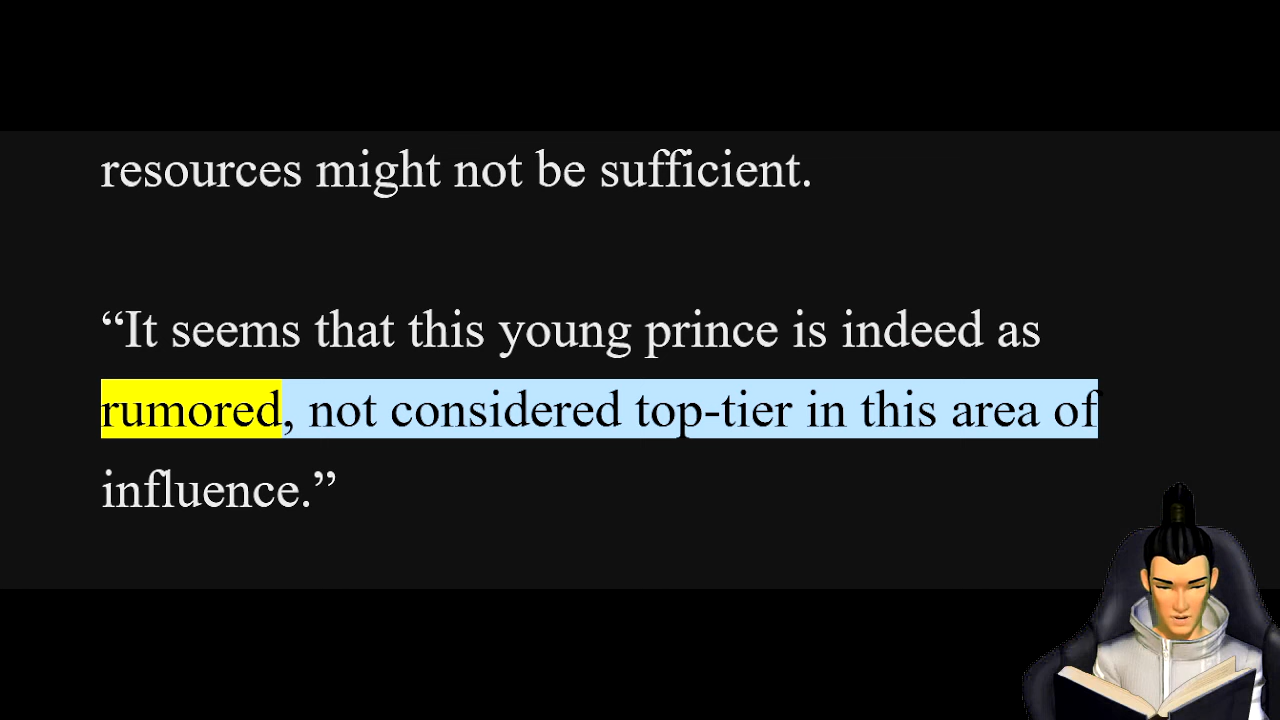 resources might not be sufficient.
“It seems that this young prince is indeed as
rumored, not considered top-tier in this area of
influence.”